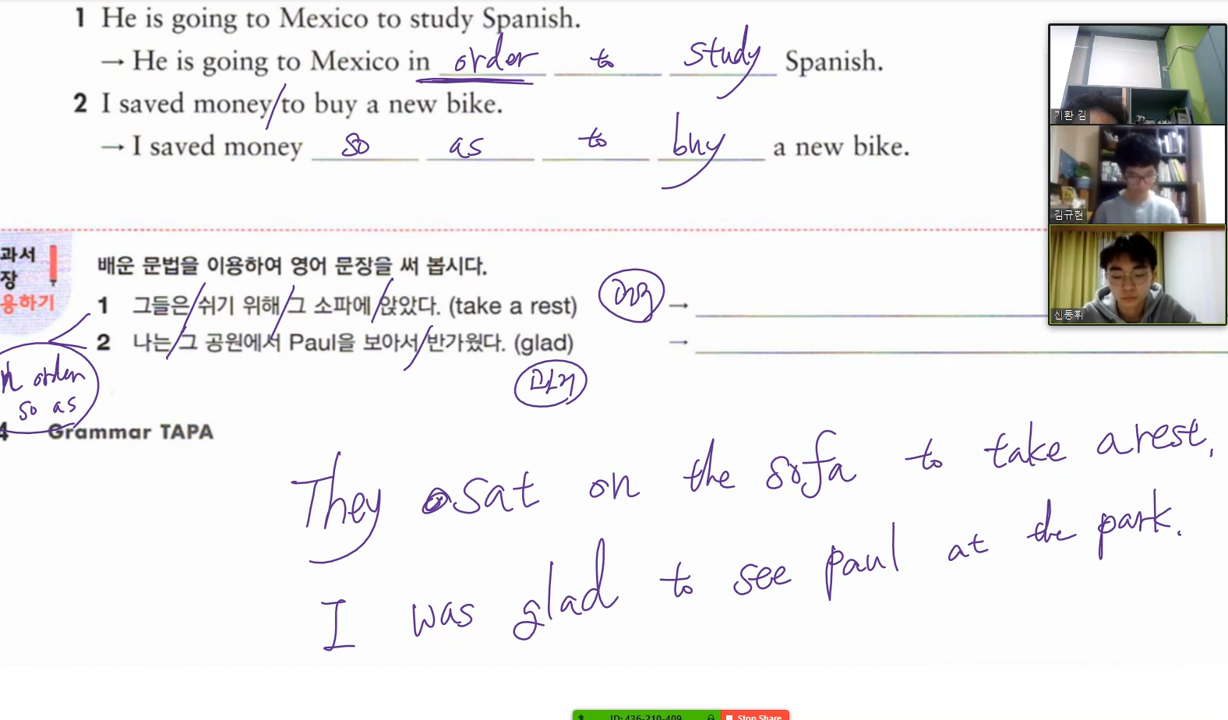 1 He is going to Mexico to study Spanish.
→ He is going to Mexico in order to study Spanish.
2 I saved money/to buy a new bike.
→ I saved money so as to buy a new bike.
기환 김
김규현
신동휘
과서
장
용하기
배운 문법을 이용하여 영어 문장을 써 봅시다.
1 그들은/쉬기 위해/그 소파에/앉았다. (take a rest) →
2 나는/그 공원에서 Paul을 보아서/반가웠다. (glad) →
order
so as
4 Grammar TAPA
They sat on the sofa to take a rest.
I was glad to see paul at the park.
ID: 436-210-409 Stop Share